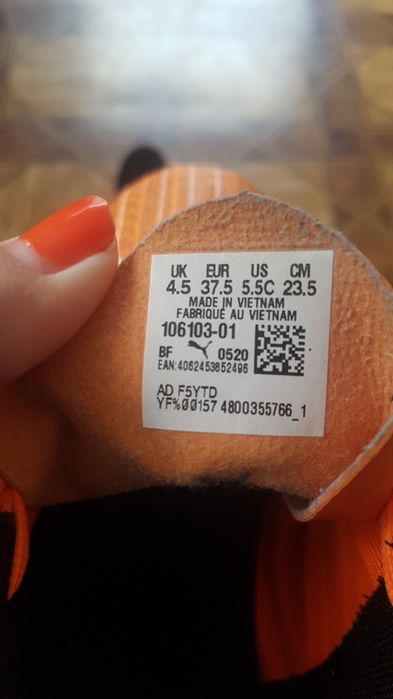 UK EUR US CM
4.5 37.5 5.5C 23.5
MADE IN VIETNAM
FABRIQUÉ AU VIETNAM
106103-01
BF 0520
EAN:4062453852496
AD F5YTD
YF%00157 4800355766_1